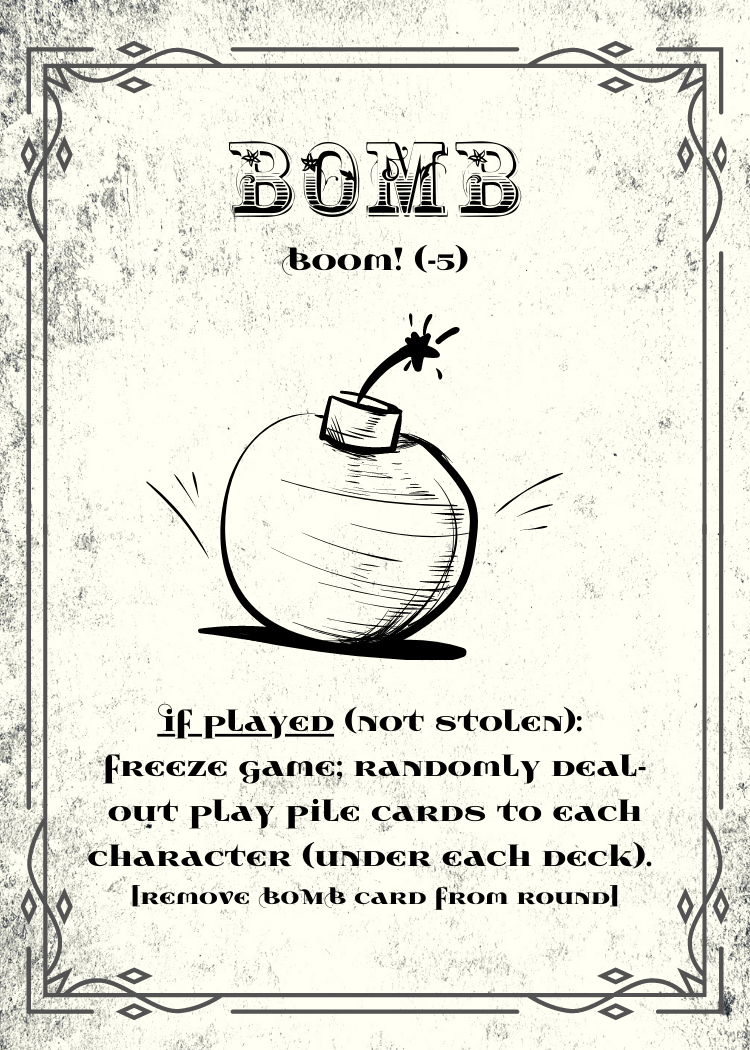 BOMB
Boom! (-5)
If played (not stolen):
Freeze game; randomly deal-
out play pile cards to each
character (under each deck).
[Remove BOMB card from round]